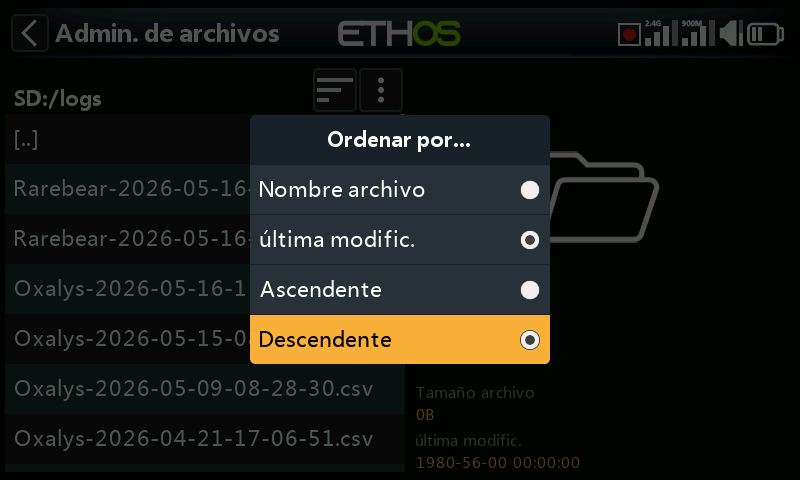 Admin. de archivos
ETHOS
2.4G
900M
SD:/logs
[..]
Ordenar por...
Rarebear-2026-05-16-
Nombre archivo
Rarebear-2026-05-16-
última modific.
Oxalys-2026-05-16-1
Ascendente
Oxalys-2026-05-15-0
Descendente
Oxalys-2026-05-09-08-28-30.csv
Tamaño archivo
0B
Oxalys-2026-04-21-17-06-51.csv
última modific.
1980-56-00 00:00:00